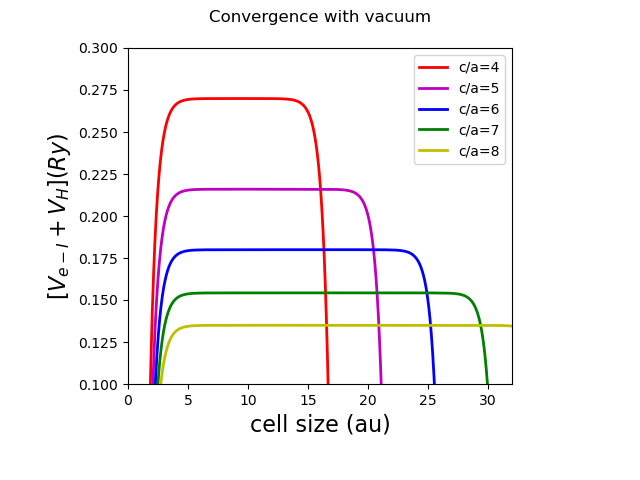 Convergence with vacuum
0.300
0.275
0.250
0.225
0.200
0.175
0.150
0.125
0.100
[V_{e-I} + V_H](Ry)
c/a=4
c/a=5
c/a=6
c/a=7
c/a=8
0 5 10 15 20 25 30
cell size (au)